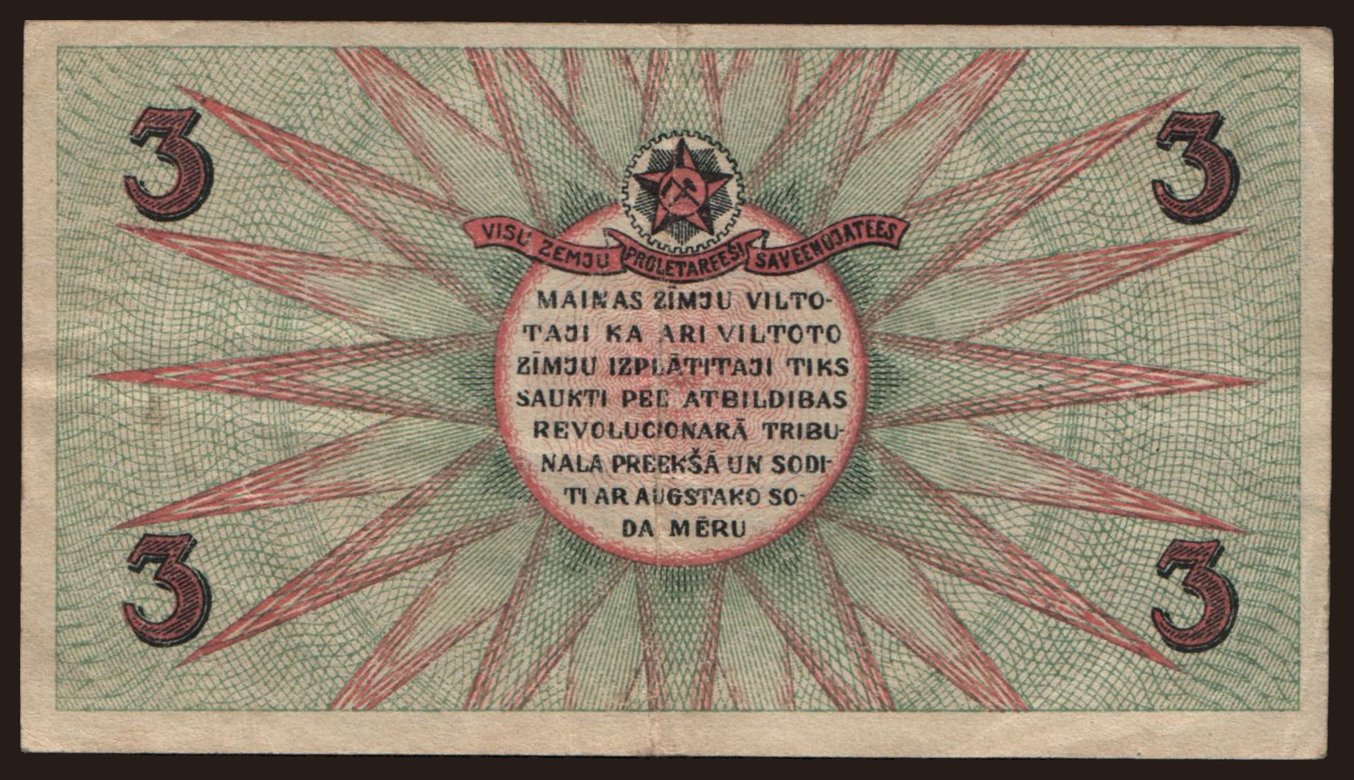 3 3
VISU ZEMJU PROLETAREEŠI SAVEENOJATEES
MAIŅAS ZĪMJU VILTO-
TAJI KA ARI VILTOTO
ZĪMJU IZPLĀTITAJI TIKS
SAUKTI PEE ATBILDIBAS
REVOLUCIONARĀ TRIBU-
NALA PREEKŠĀ UN SODI-
TI AR AUGSTAKO SO-
DA MĒRU
3 3